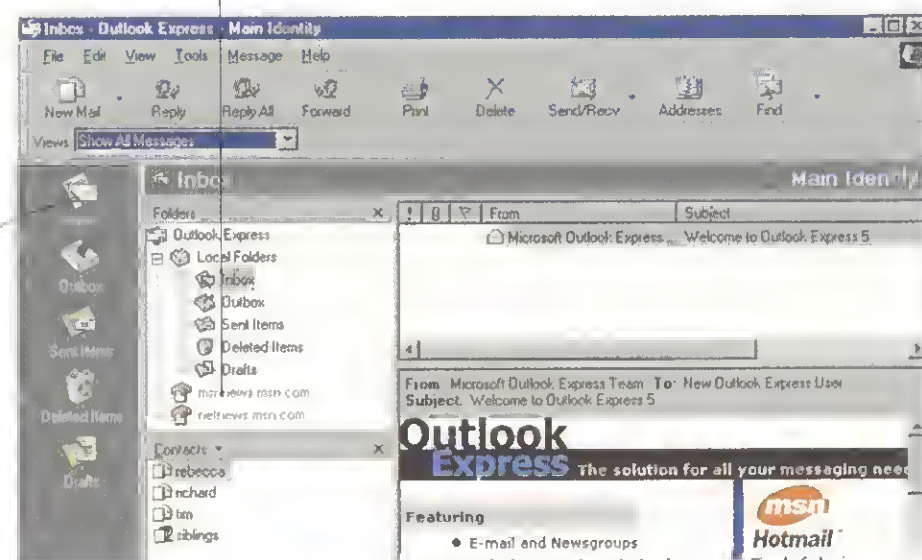 Inbox - Outlook Express - Main Identity
File Edit View Tools Message Help
New Mail Reply Reply All Forward Print Delete Send/Recv Addresses Find
Views Show All Messages
Inbox Main Iden
Folders ! From Subject
Outlook Express
Microsoft Outlook Express ... Welcome to Outlook Express 5
Local Folders
Inbox
Outbox
Sent Items
Deleted Items
Drafts
msnnews.msn.com
netnews.msn.com
Outbox
Sent Items
Deleted Items
Drafts
Contacts
rebecca
richard
tim
siblings
From Microsoft Outlook Express Team To: New Outlook Express User
Subject. Welcome to Outlook Express 5
Outlook
Express The solution for all your messaging nee
Featuring
• E-mail and Newsgroups
msn
Hotmail